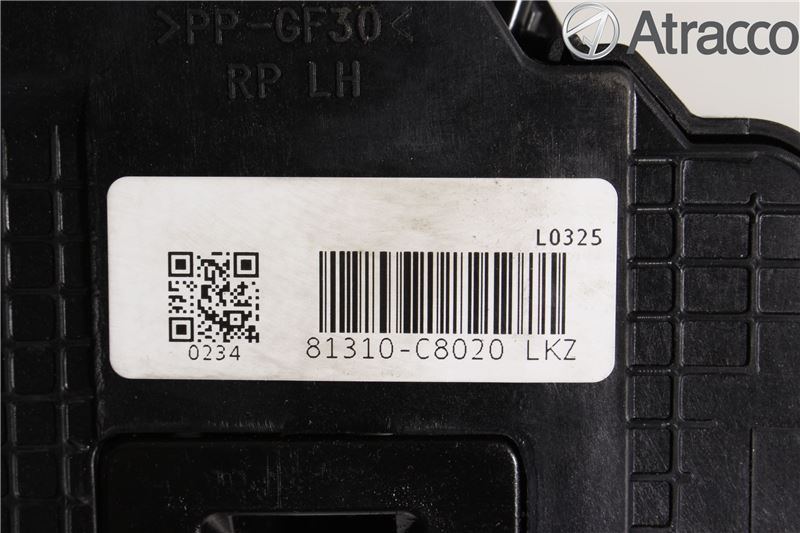 >PP-GF30<
RP LH
Atracco
L0325
0234
81310-C8020 LKZ